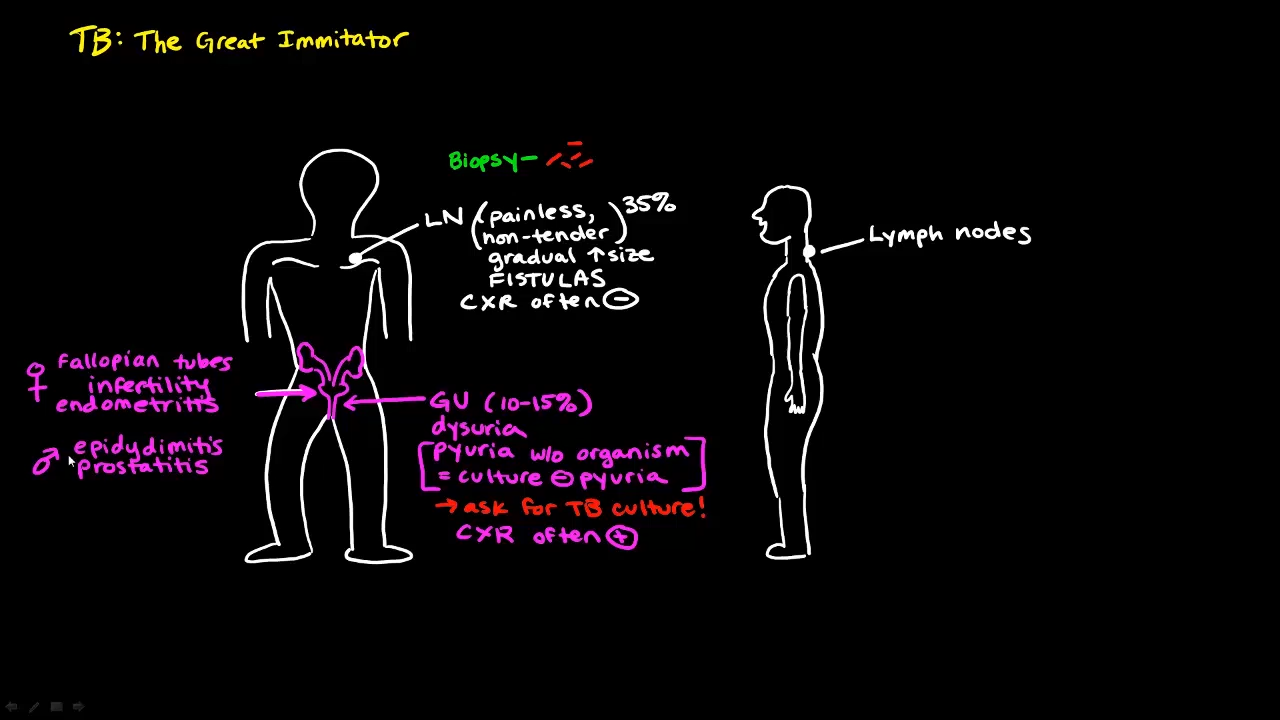 TB: The Great Immitator
Biopsy-
LN (painless, non-tender) 35%
gradual ↑size
FISTULAS
CXR often ⊖
Lymph nodes
♀ Fallopian tubes
infertility
endometritis
♂ epidydimitis
prostatitis
GU (10-15%)
dysuria
[pyuria w/o organism
= culture ⊖ pyuria]
→ ask for TB culture!
CXR often ⊕